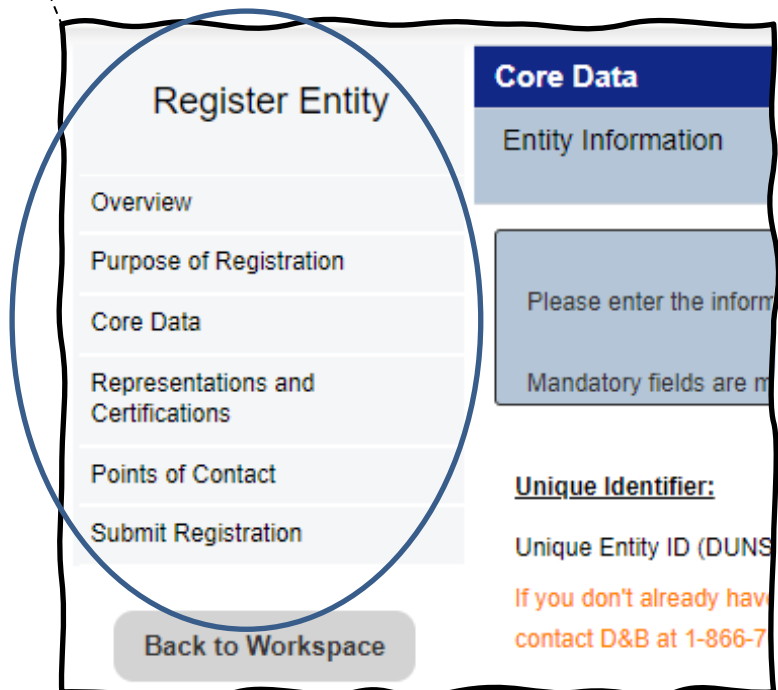 Register Entity
Overview
Purpose of Registration
Core Data
Representations and
Certifications
Points of Contact
Submit Registration
Back to Workspace
Core Data
Entity Information
Please enter the inform
Mandatory fields are m
Unique Identifier:
Unique Entity ID (DUNS
If you don't already have
contact D&B at 1-866-7